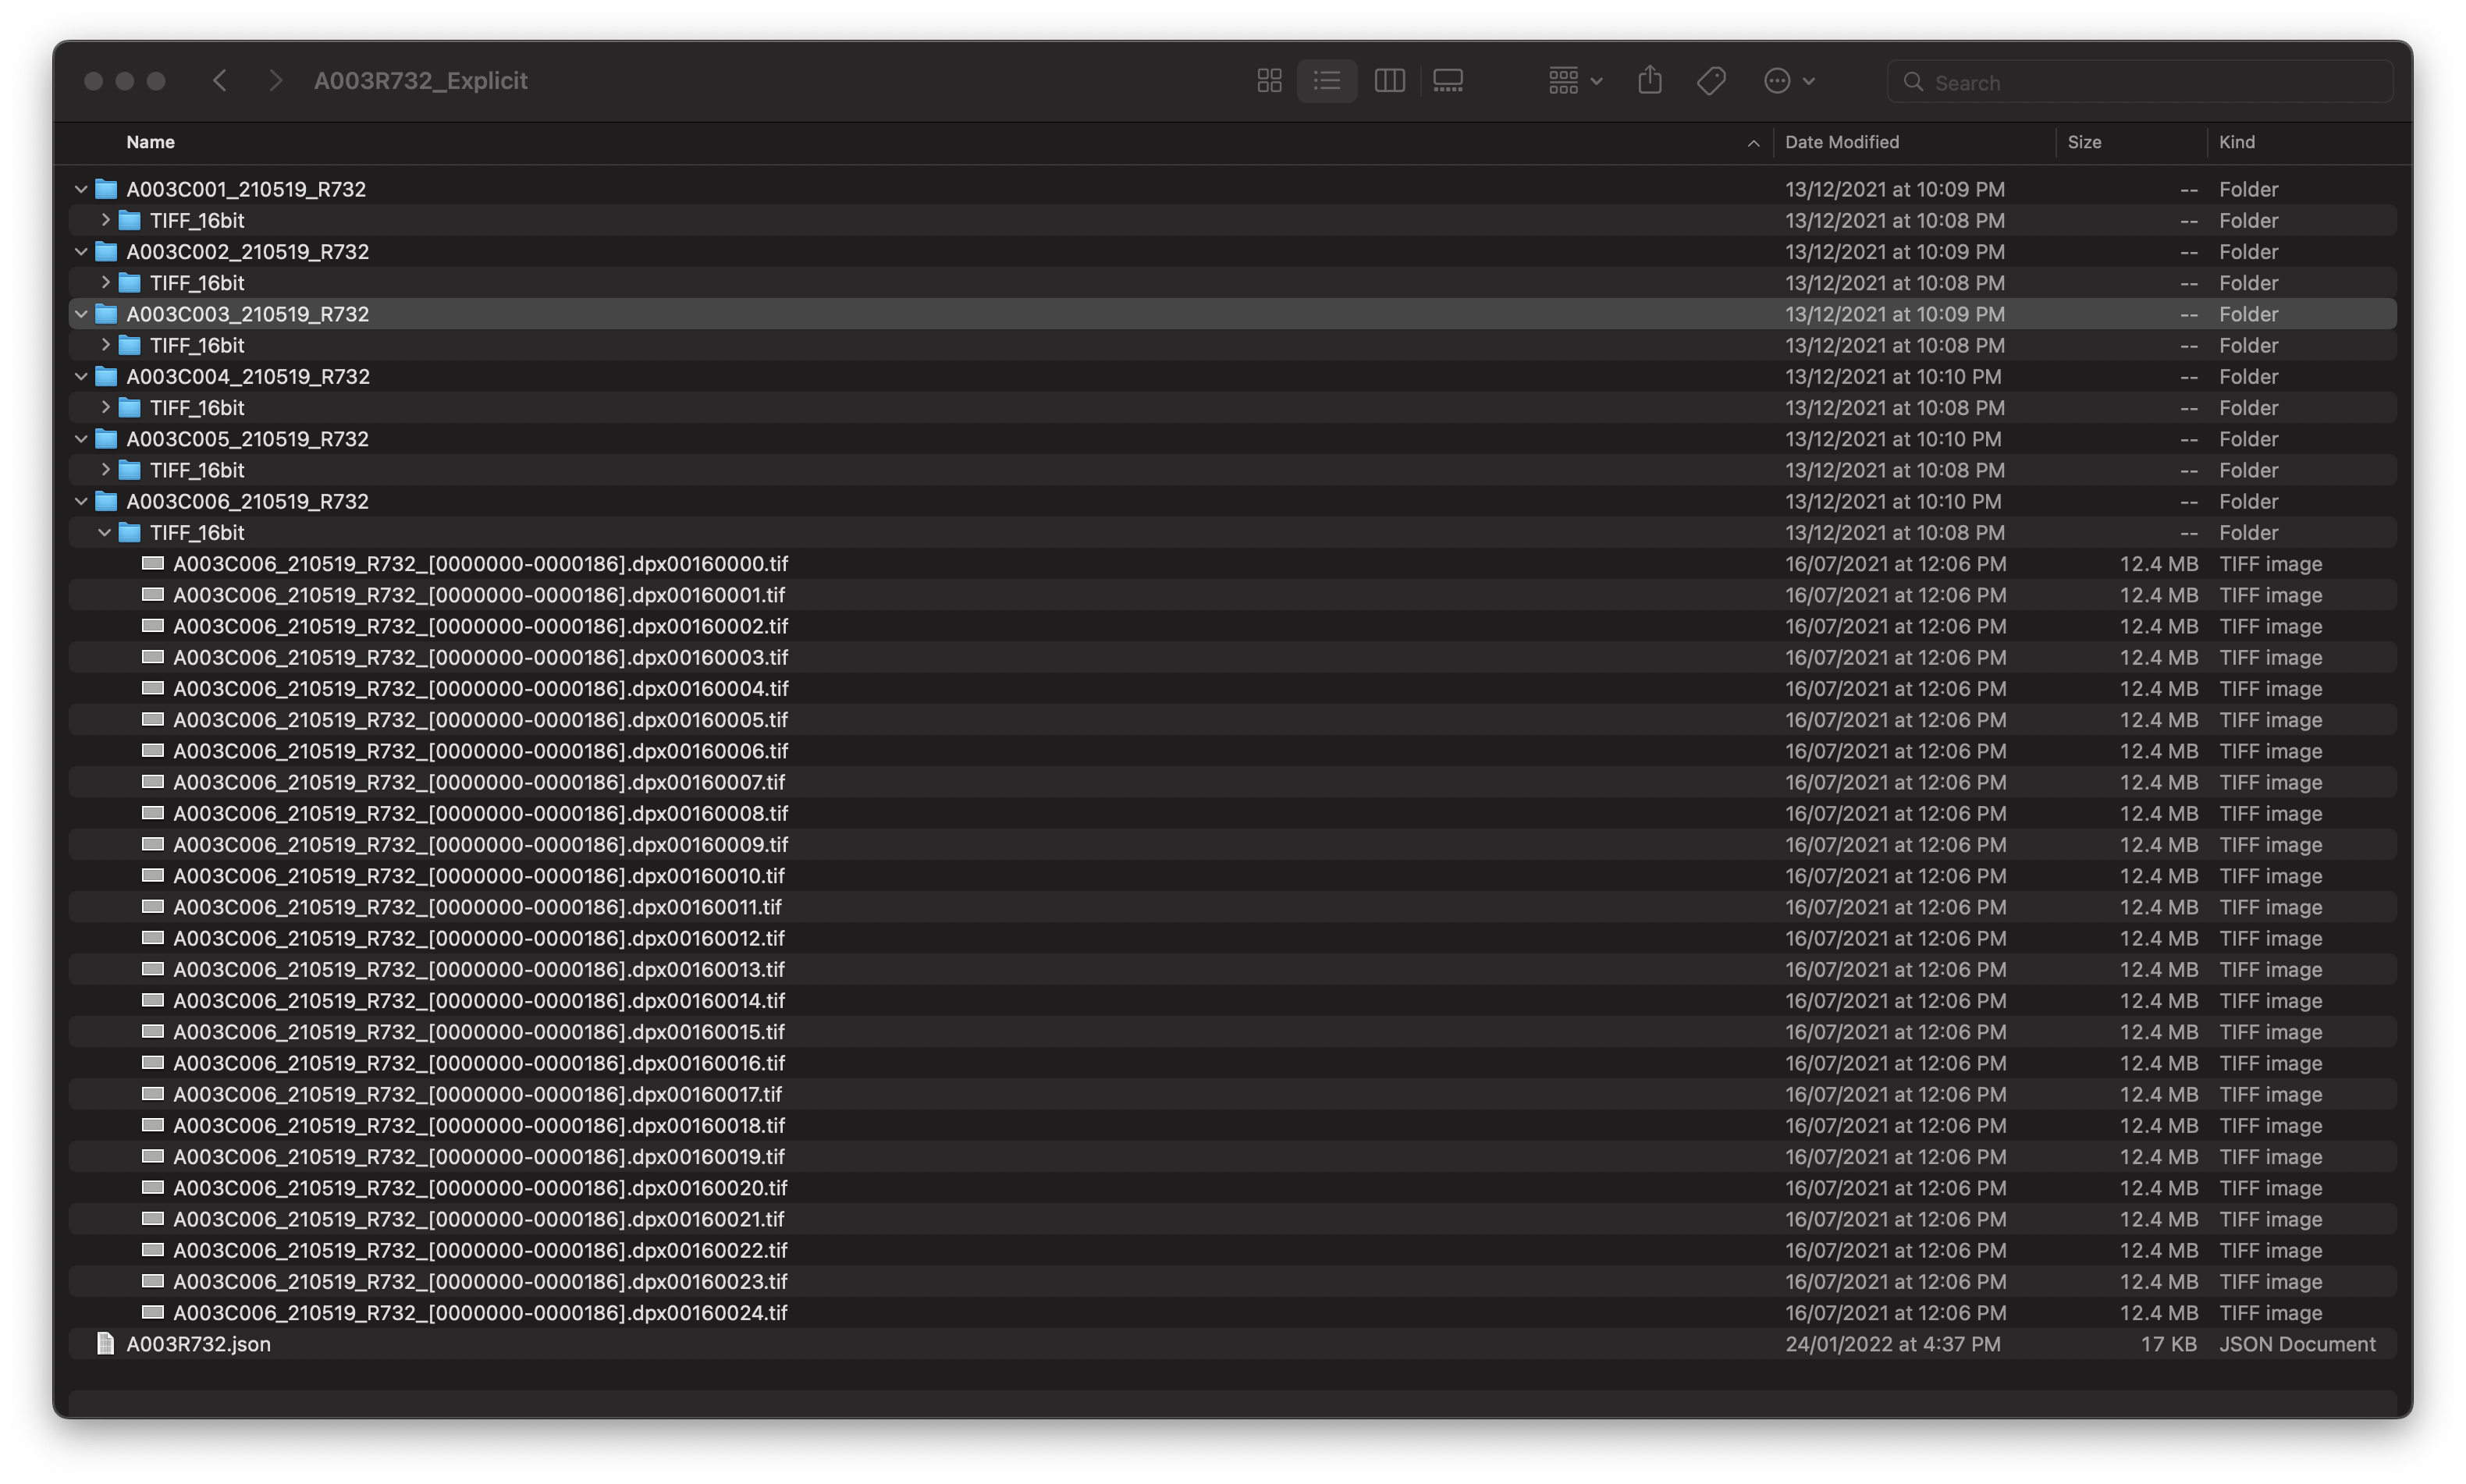 A003R732_Explicit Search
Name Date Modified Size Kind
A003C001_210519_R732 13/12/2021 at 10:09 PM -- Folder
TIFF_16bit 13/12/2021 at 10:08 PM -- Folder
A003C002_210519_R732 13/12/2021 at 10:09 PM -- Folder
TIFF_16bit 13/12/2021 at 10:08 PM -- Folder
A003C003_210519_R732 13/12/2021 at 10:09 PM -- Folder
TIFF_16bit 13/12/2021 at 10:08 PM -- Folder
A003C004_210519_R732 13/12/2021 at 10:10 PM -- Folder
TIFF_16bit 13/12/2021 at 10:08 PM -- Folder
A003C005_210519_R732 13/12/2021 at 10:10 PM -- Folder
TIFF_16bit 13/12/2021 at 10:08 PM -- Folder
A003C006_210519_R732 13/12/2021 at 10:10 PM -- Folder
TIFF_16bit 13/12/2021 at 10:08 PM -- Folder
A003C006_210519_R732_[0000000-0000186].dpx00160000.tif 16/07/2021 at 12:06 PM 12.4 MB TIFF image
A003C006_210519_R732_[0000000-0000186].dpx00160001.tif 16/07/2021 at 12:06 PM 12.4 MB TIFF image
A003C006_210519_R732_[0000000-0000186].dpx00160002.tif 16/07/2021 at 12:06 PM 12.4 MB TIFF image
A003C006_210519_R732_[0000000-0000186].dpx00160003.tif 16/07/2021 at 12:06 PM 12.4 MB TIFF image
A003C006_210519_R732_[0000000-0000186].dpx00160004.tif 16/07/2021 at 12:06 PM 12.4 MB TIFF image
A003C006_210519_R732_[0000000-0000186].dpx00160005.tif 16/07/2021 at 12:06 PM 12.4 MB TIFF image
A003C006_210519_R732_[0000000-0000186].dpx00160006.tif 16/07/2021 at 12:06 PM 12.4 MB TIFF image
A003C006_210519_R732_[0000000-0000186].dpx00160007.tif 16/07/2021 at 12:06 PM 12.4 MB TIFF image
A003C006_210519_R732_[0000000-0000186].dpx00160008.tif 16/07/2021 at 12:06 PM 12.4 MB TIFF image
A003C006_210519_R732_[0000000-0000186].dpx00160009.tif 16/07/2021 at 12:06 PM 12.4 MB TIFF image
A003C006_210519_R732_[0000000-0000186].dpx00160010.tif 16/07/2021 at 12:06 PM 12.4 MB TIFF image
A003C006_210519_R732_[0000000-0000186].dpx00160011.tif 16/07/2021 at 12:06 PM 12.4 MB TIFF image
A003C006_210519_R732_[0000000-0000186].dpx00160012.tif 16/07/2021 at 12:06 PM 12.4 MB TIFF image
A003C006_210519_R732_[0000000-0000186].dpx00160013.tif 16/07/2021 at 12:06 PM 12.4 MB TIFF image
A003C006_210519_R732_[0000000-0000186].dpx00160014.tif 16/07/2021 at 12:06 PM 12.4 MB TIFF image
A003C006_210519_R732_[0000000-0000186].dpx00160015.tif 16/07/2021 at 12:06 PM 12.4 MB TIFF image
A003C006_210519_R732_[0000000-0000186].dpx00160016.tif 16/07/2021 at 12:06 PM 12.4 MB TIFF image
A003C006_210519_R732_[0000000-0000186].dpx00160017.tif 16/07/2021 at 12:06 PM 12.4 MB TIFF image
A003C006_210519_R732_[0000000-0000186].dpx00160018.tif 16/07/2021 at 12:06 PM 12.4 MB TIFF image
A003C006_210519_R732_[0000000-0000186].dpx00160019.tif 16/07/2021 at 12:06 PM 12.4 MB TIFF image
A003C006_210519_R732_[0000000-0000186].dpx00160020.tif 16/07/2021 at 12:06 PM 12.4 MB TIFF image
A003C006_210519_R732_[0000000-0000186].dpx00160021.tif 16/07/2021 at 12:06 PM 12.4 MB TIFF image
A003C006_210519_R732_[0000000-0000186].dpx00160022.tif 16/07/2021 at 12:06 PM 12.4 MB TIFF image
A003C006_210519_R732_[0000000-0000186].dpx00160023.tif 16/07/2021 at 12:06 PM 12.4 MB TIFF image
A003C006_210519_R732_[0000000-0000186].dpx00160024.tif 16/07/2021 at 12:06 PM 12.4 MB TIFF image
A003R732.json 24/01/2022 at 4:37 PM 17 KB JSON Document